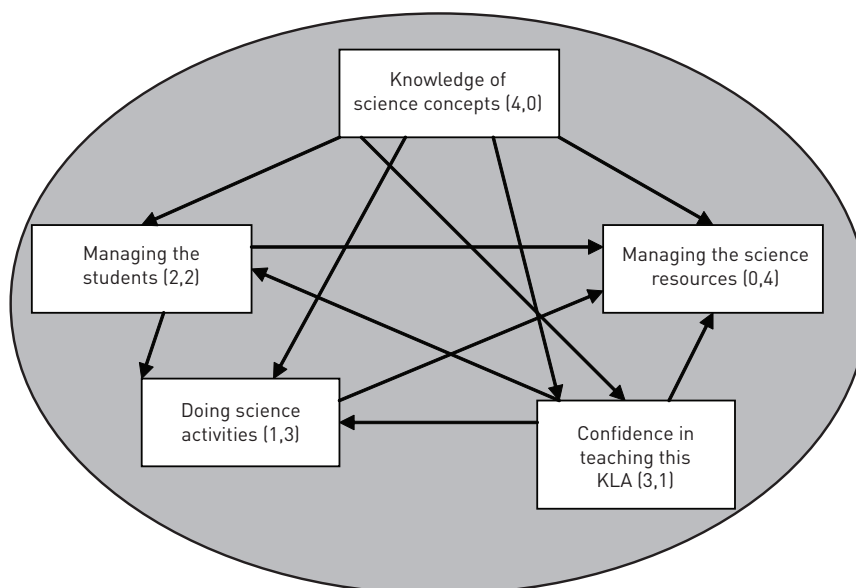 Knowledge of
science concepts (4,0)
Managing the
students (2,2)
Managing the science
resources (0,4)
Doing science
activities (1,3)
Confidence in
teaching this
KLA (3,1)